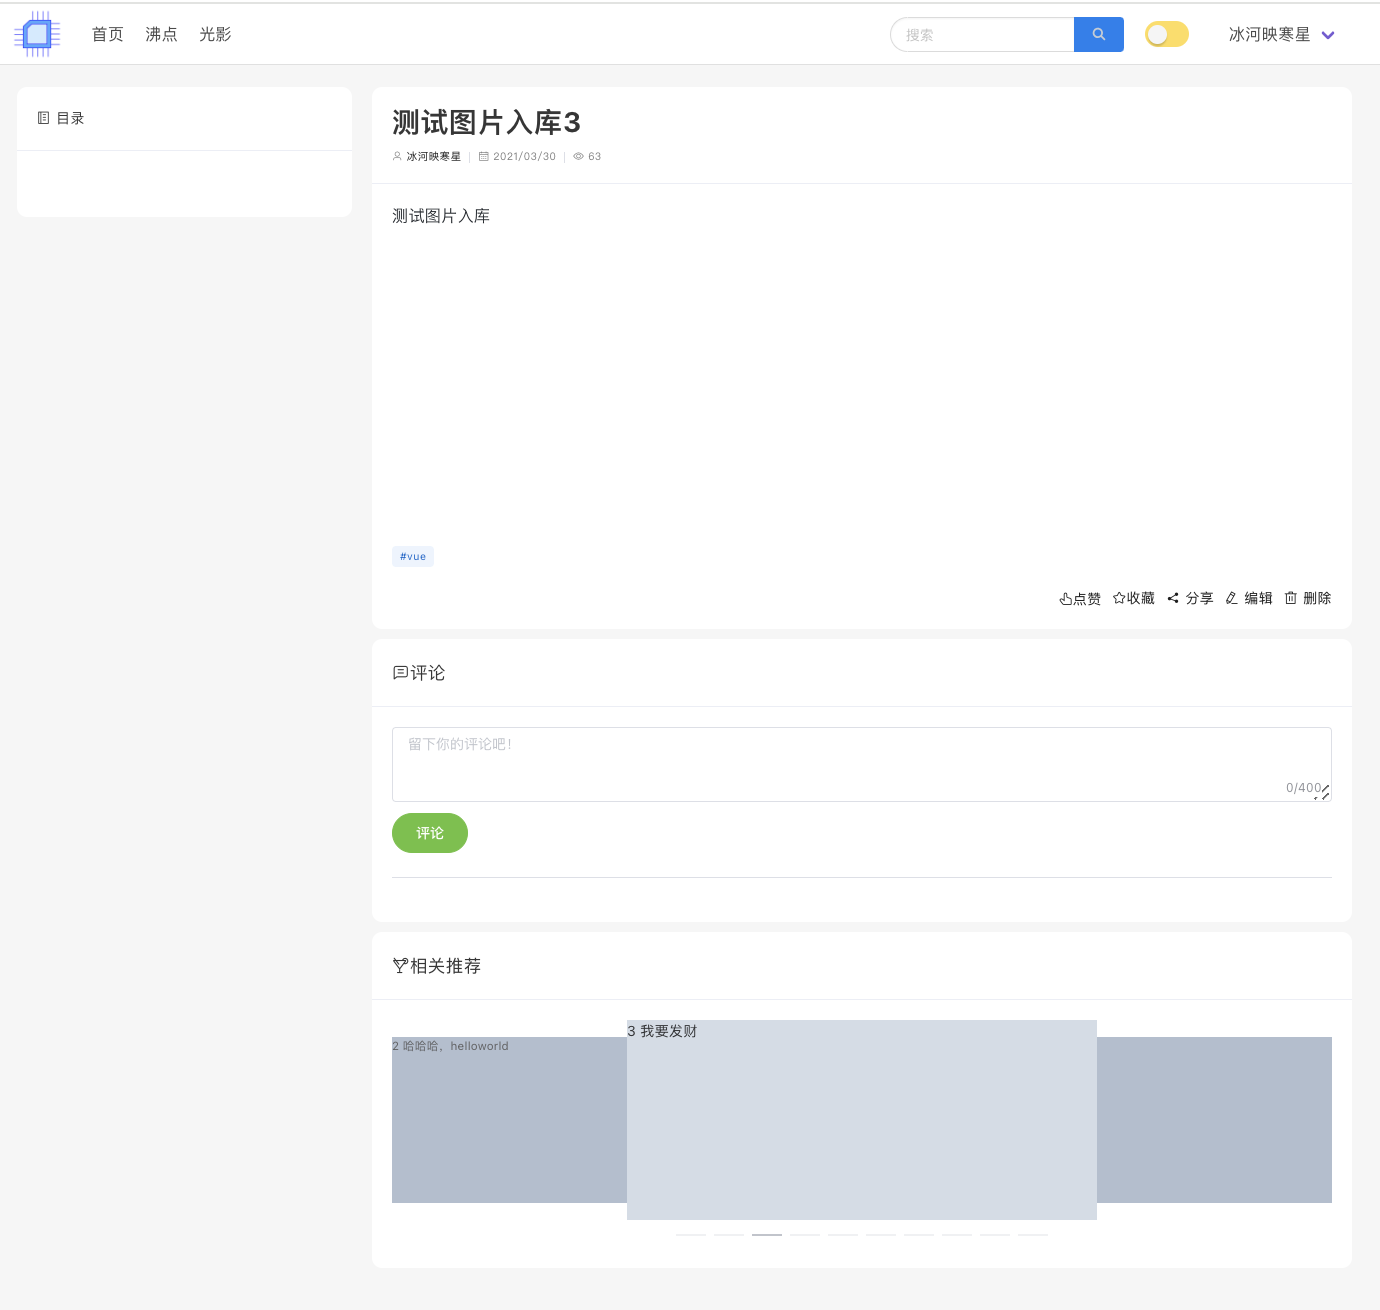 首页 沸点 光影 搜索 冰河映寒星
目录
测试图片入库3
冰河映寒星 2021/03/30 63
测试图片入库
#vue
点赞 收藏 分享 编辑 删除
评论
留下你的评论吧！
0/400
评论
相关推荐
3 我要发财
2 哈哈哈，helloworld